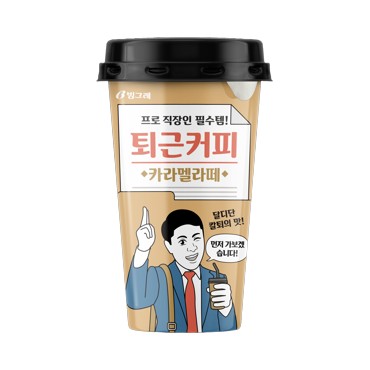 빙그레
프로 직장인 필수템!
퇴근커피
카라멜라떼
달디단
칼퇴의 맛!
먼저 가보겠
습니다!